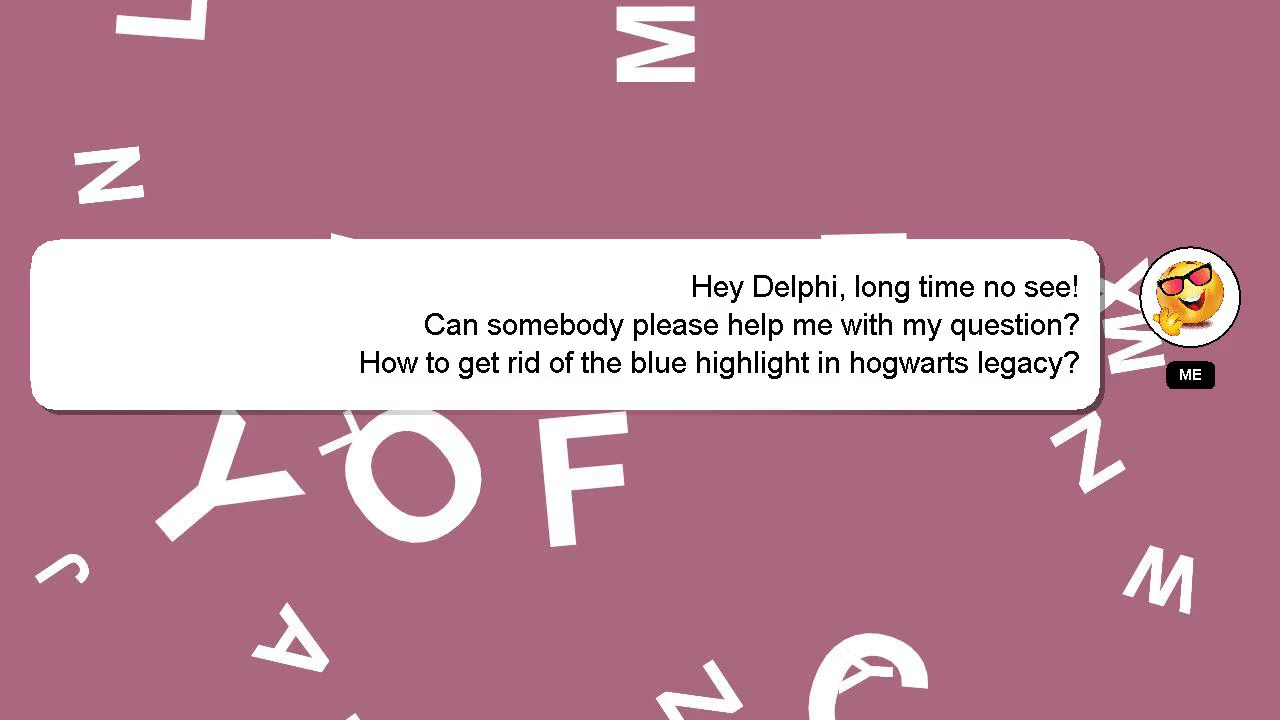 L
M
N
Hey Delphi, long time no see!
Can somebody please help me with my question?
How to get rid of the blue highlight in hogwarts legacy?
ME
Y
O
F
N
J
W
A
N
C